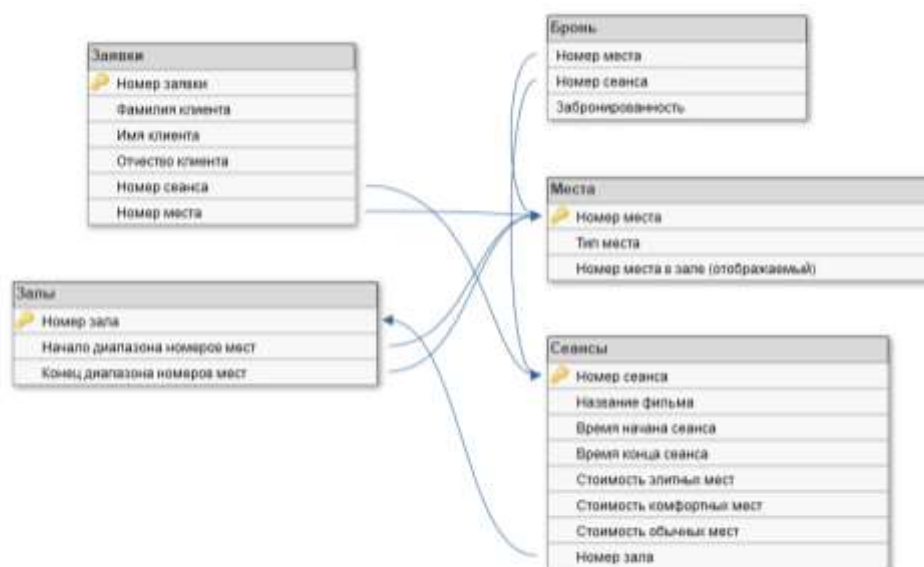 Заявки
Номер заявки
Фамилия клиента
Имя клиента
Отчество клиента
Номер сеанса
Номер места
Залы
Номер зала
Начало диапазона номеров мест
Конец диапазона номеров мест
Бронь
Номер места
Номер сеанса
Забронированность
Места
Номер места
Тип места
Номер места в зале (отображаемый)
Сеансы
Номер сеанса
Название фильма
Время начана сеанса
Время конца сеанса
Стоимость элитных мест
Стоимость комфортных мест
Стоимость обычных мест
Номер зала